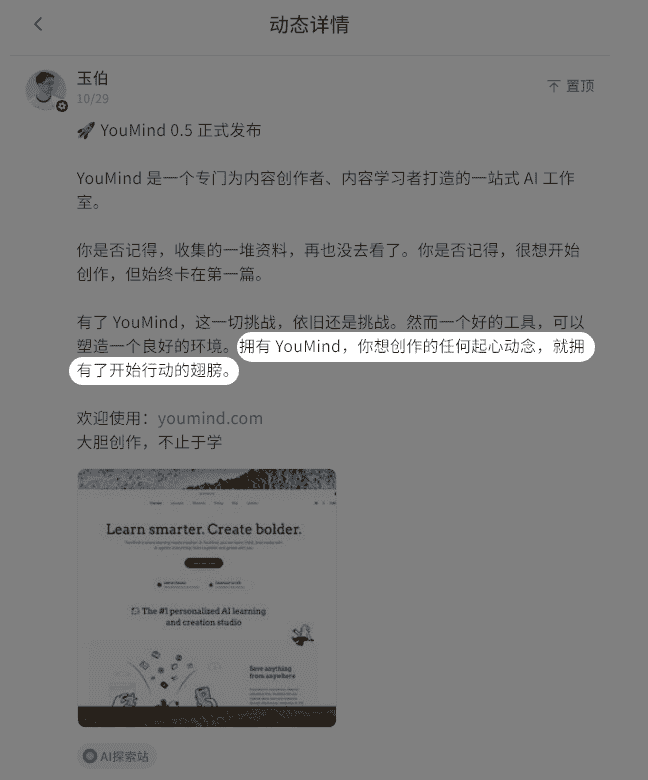 动态详情
玉伯
10/29
置顶
🚀 YouMind 0.5 正式发布
YouMind 是一个专门为内容创作者、内容学习者打造的一站式 AI 工作
室。
你是否记得，收集的一堆资料，再也没去看了。你是否记得，很想开始
创作，但始终卡在第一篇。
有了 YouMind，这一切挑战，依旧还是挑战。然而一个好的工具，可以
塑造一个良好的环境。拥有 YouMind，你想创作的任何起心动念，就拥
有了开始行动的翅膀。
欢迎使用：youmind.com
大胆创作，不止于学
Learn smarter. Create bolder.
The #1 personalized AI learning
and creation studio
Save anything
from anywhere
AI探索站